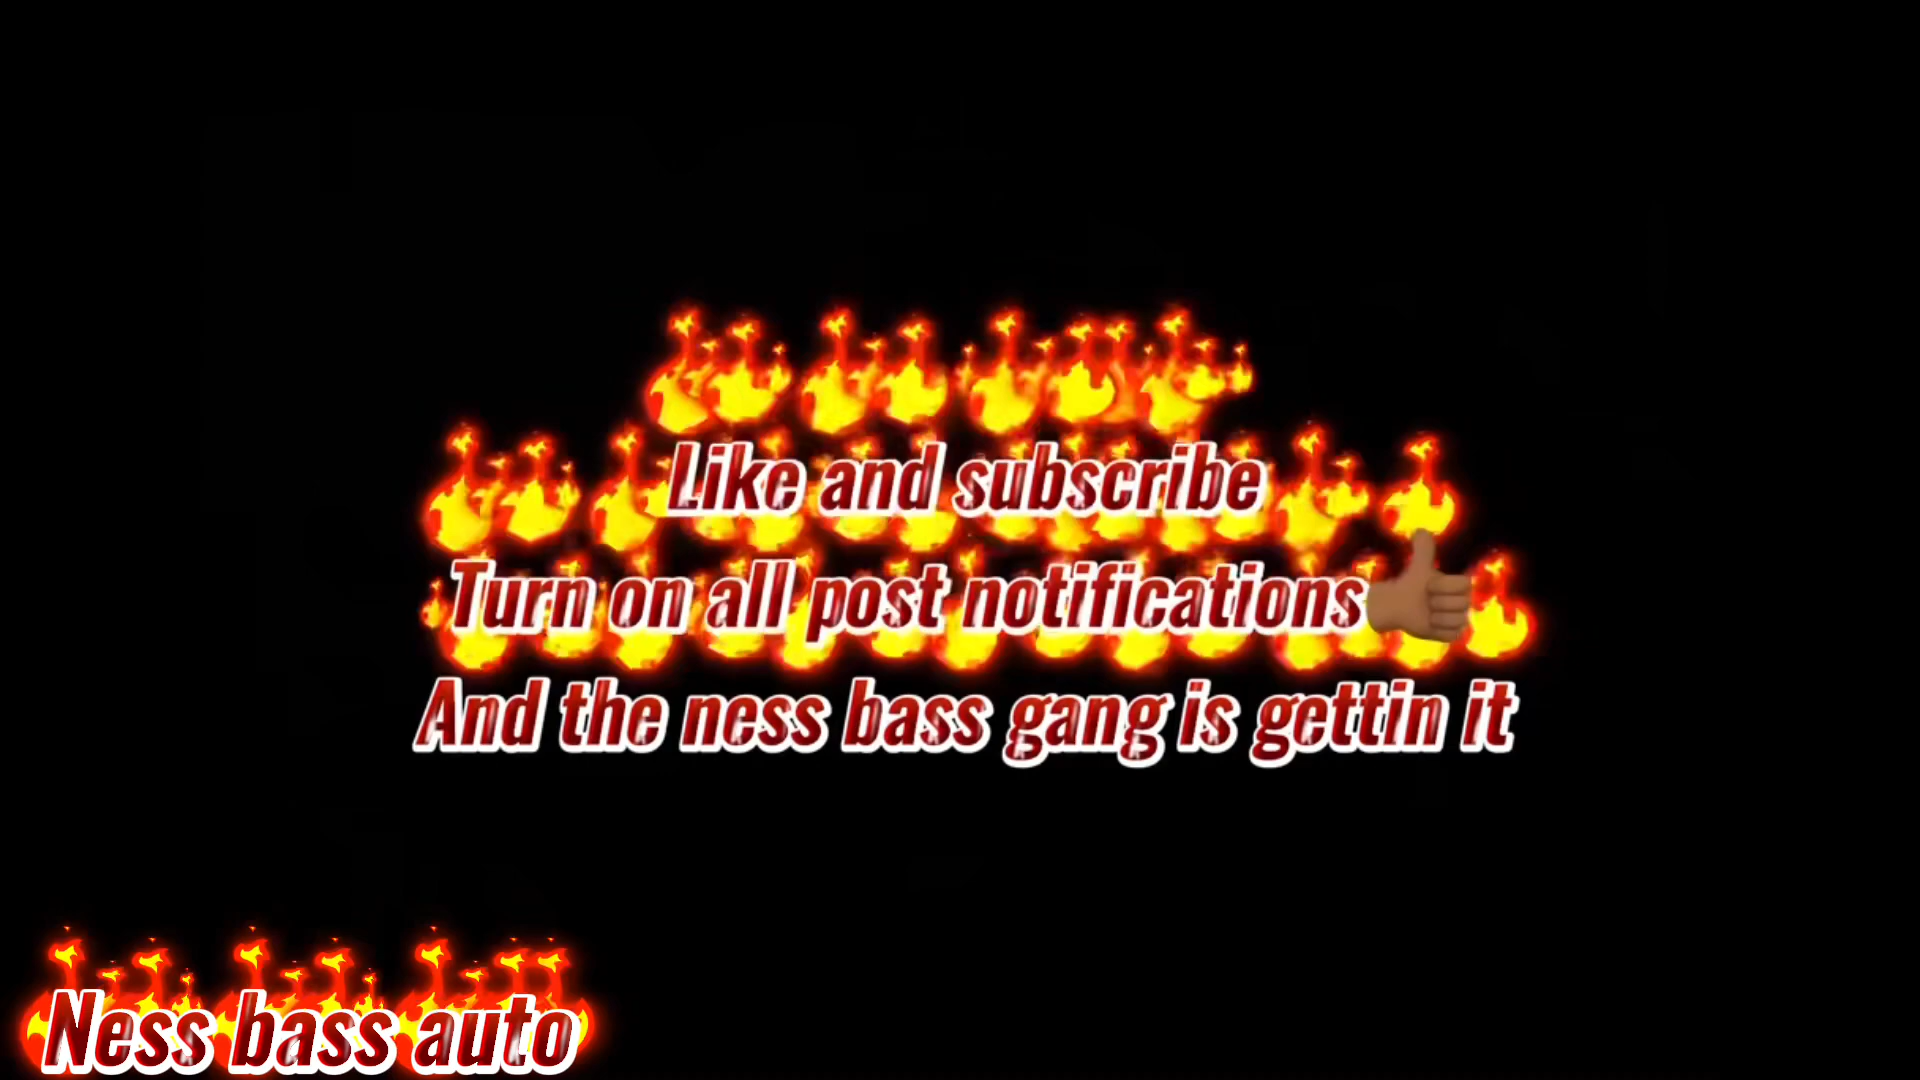 Like and subscribe
Turn on all post notifications👍🏾
And the ness bass gang is gettin it
Ness bass auto